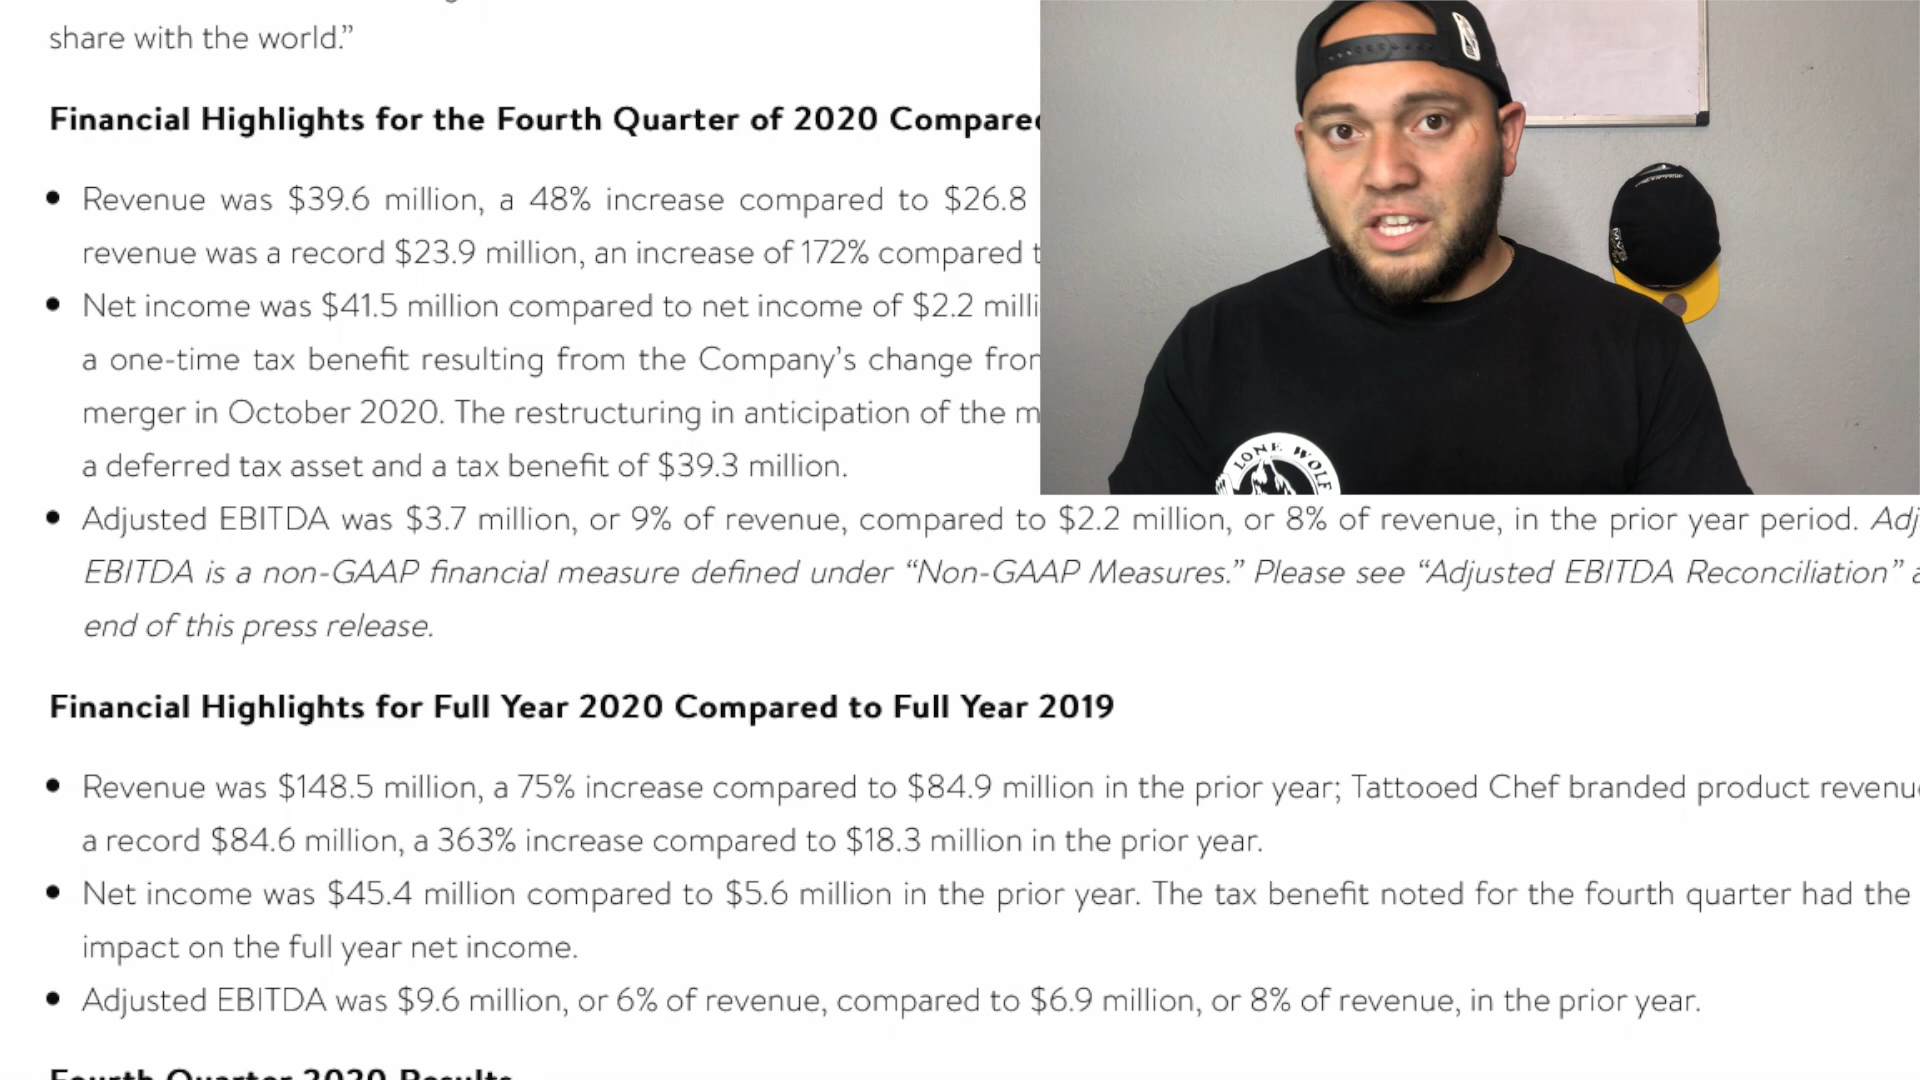 share with the world.”
Financial Highlights for the Fourth Quarter of 2020 Compared
Revenue was $39.6 million, a 48% increase compared to $26.8
revenue was a record $23.9 million, an increase of 172% compared t
Net income was $41.5 million compared to net income of $2.2 milli
a one-time tax benefit resulting from the Company’s change from
merger in October 2020. The restructuring in anticipation of the m
a deferred tax asset and a tax benefit of $39.3 million.
Adjusted EBITDA was $3.7 million, or 9% of revenue, compared to $2.2 million, or 8% of revenue, in the prior year period. Adj
EBITDA is a non-GAAP financial measure defined under “Non-GAAP Measures.” Please see “Adjusted EBITDA Reconciliation” a
end of this press release.
Financial Highlights for Full Year 2020 Compared to Full Year 2019
Revenue was $148.5 million, a 75% increase compared to $84.9 million in the prior year; Tattooed Chef branded product revenue
a record $84.6 million, a 363% increase compared to $18.3 million in the prior year.
Net income was $45.4 million compared to $5.6 million in the prior year. The tax benefit noted for the fourth quarter had the
impact on the full year net income.
Adjusted EBITDA was $9.6 million, or 6% of revenue, compared to $6.9 million, or 8% of revenue, in the prior year.
Fourth Quarter 2020 Results
LONE WOLF